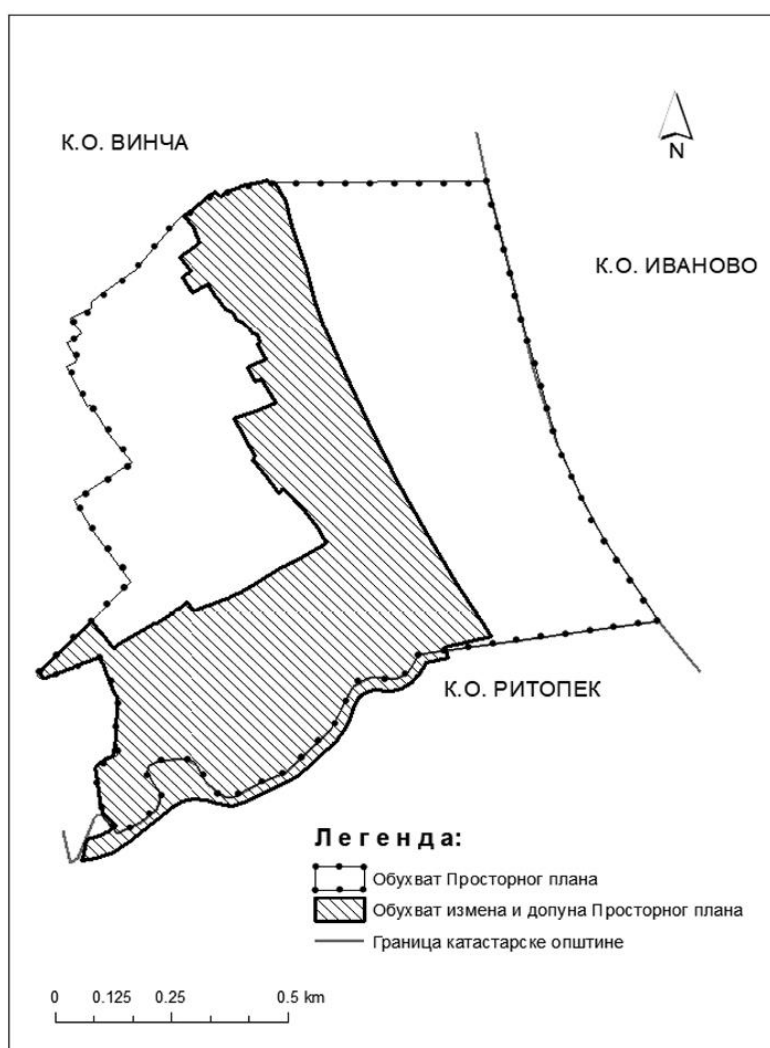 К.О. ВИНЧА
N
К.О. ИВАНОВО
К.О. РИТОПЕК
Легенда:
Обухват Просторног плана
Обухват измена и допуна Просторног плана
Граница катастарске општине
0 0.125 0.25 0.5 km